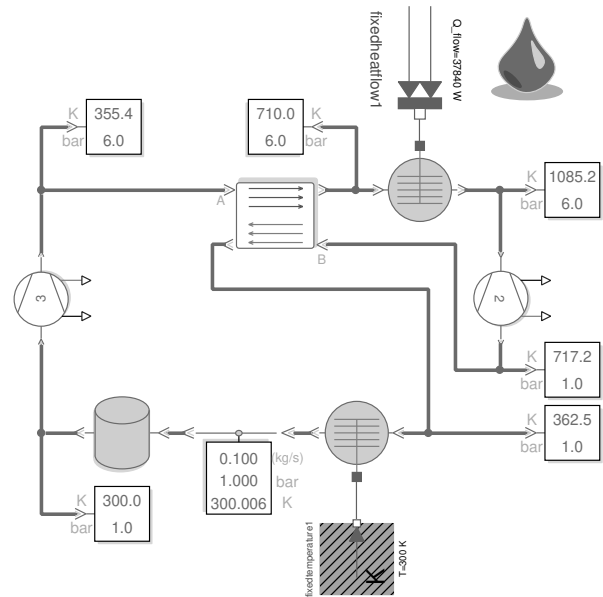 fixedheatflow1
Q_flow=37840 W
K
355.4
bar
6.0
710.0
K
6.0
bar
K
1085.2
bar
6.0
A
B
3
2
K
717.2
bar
1.0
K
362.5
bar
1.0
0.100
(kg/s)
1.000
bar
300.006
K
K
300.0
bar
1.0
fixedtemperature1
K
T=300 K